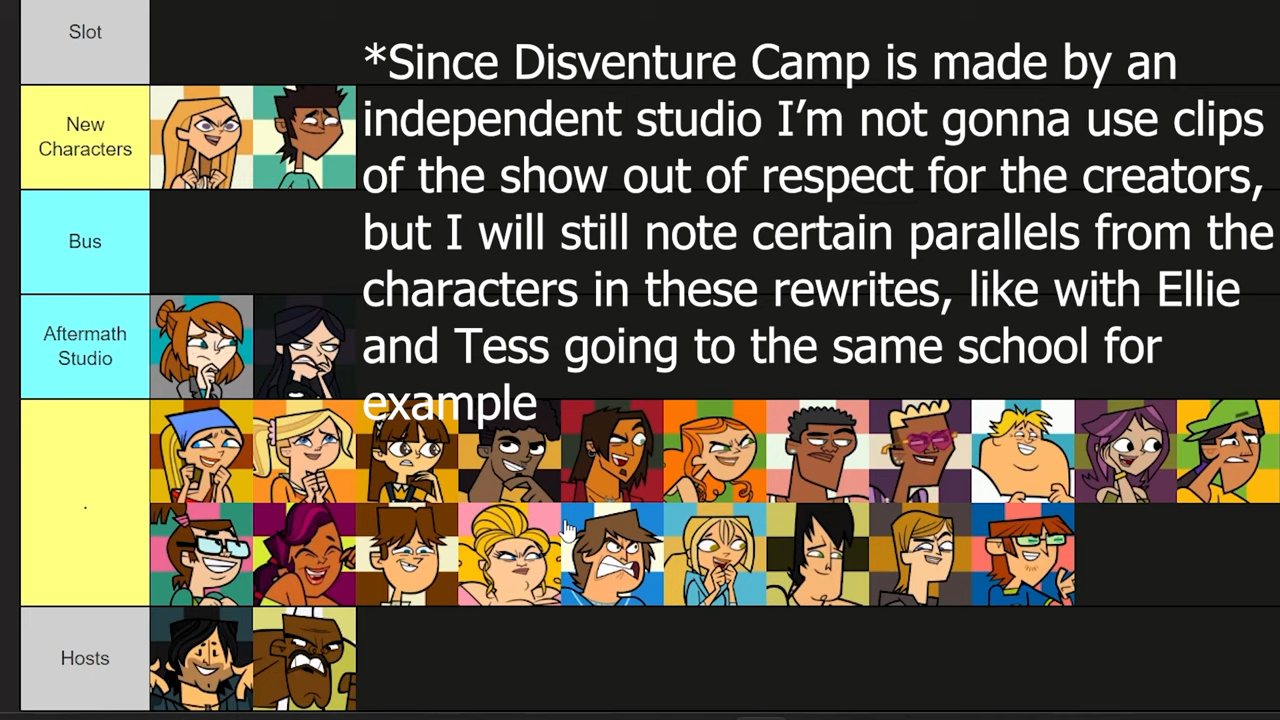 Slot
*Since Disventure Camp is made by an
independent studio I'm not gonna use clips
of the show out of respect for the creators,
but I will still note certain parallels from the
characters in these rewrites, like with Ellie
and Tess going to the same school for
example
New
Characters
Bus
Aftermath
Studio
.
Hosts